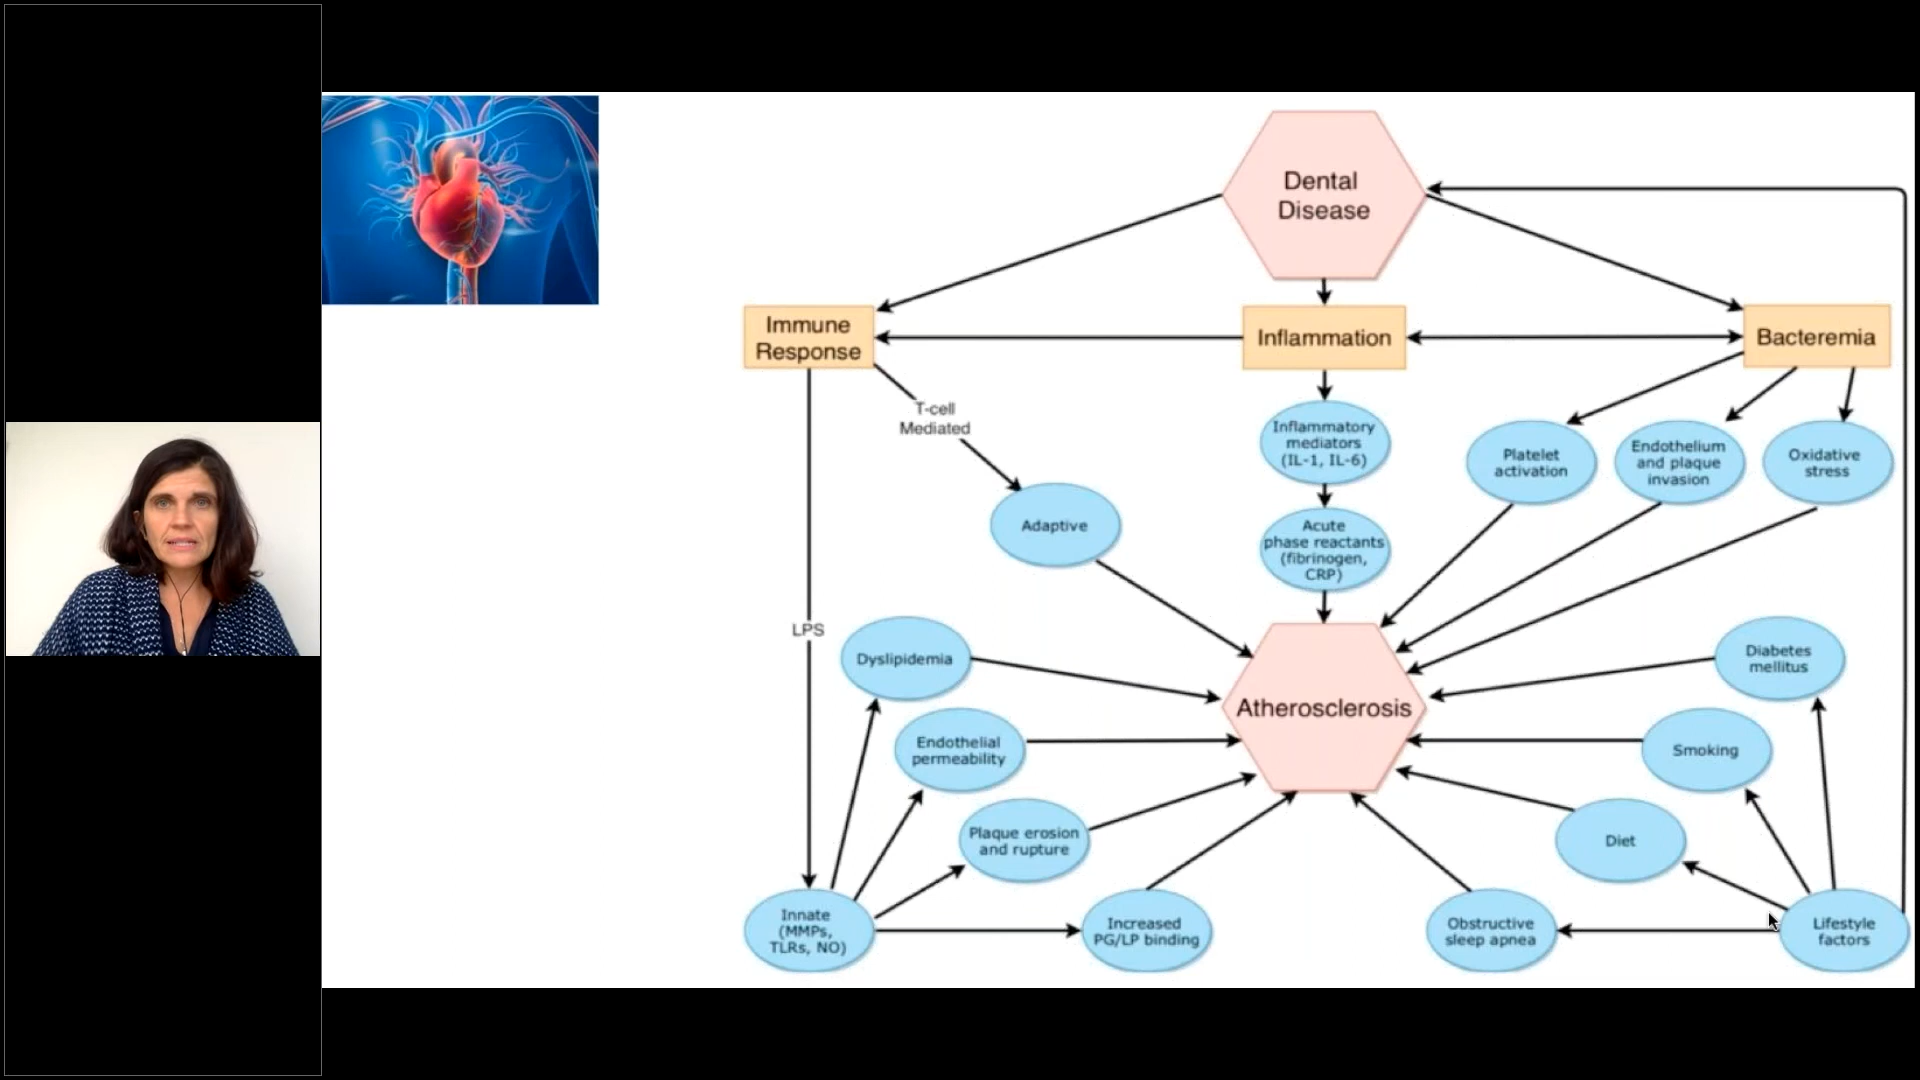 Dental
Disease
Immune
Response
Inflammation
Bacteremia
T-cell
Mediated
Inflammatory
mediators
(IL-1, IL-6)
Platelet
activation
Endothelium
and plaque
invasion
Oxidative
stress
Adaptive
Acute
phase reactants
(fibrinogen,
CRP)
LPS
Dyslipidemia
Diabetes
mellitus
Atherosclerosis
Endothelial
permeability
Smoking
Plaque erosion
and rupture
Diet
Innate
(MMPs,
TLRs, NO)
Increased
PG/LP binding
Obstructive
sleep apnea
Lifestyle
factors